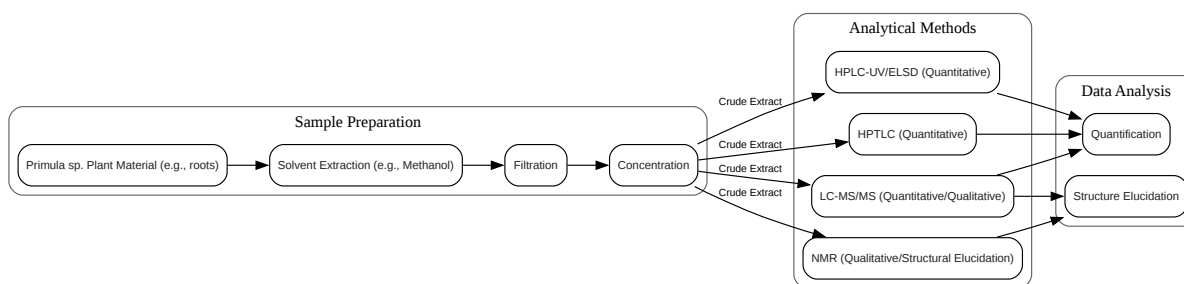 Sample Preparation
Primula sp. Plant Material (e.g., roots)
Solvent Extraction (e.g., Methanol)
Filtration
Concentration
Crude Extract
Crude Extract
Crude Extract
Crude Extract
Analytical Methods
HPLC-UV/ELSD (Quantitative)
HPTLC (Quantitative)
LC-MS/MS (Quantitative/Qualitative)
NMR (Qualitative/Structural Elucidation)
Data Analysis
Quantification
Structure Elucidation